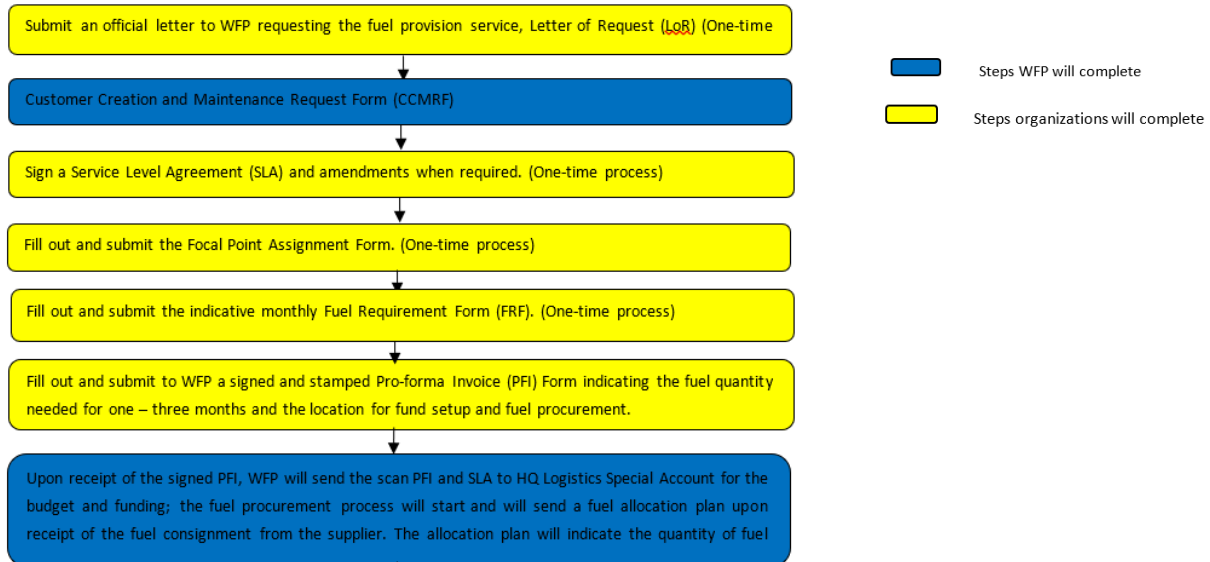 Submit an official letter to WFP requesting the fuel provision service, Letter of Request (LoR) (One-time
Customer Creation and Maintenance Request Form (CCMRF)
Sign a Service Level Agreement (SLA) and amendments when required. (One-time process)
Fill out and submit the Focal Point Assignment Form. (One-time process)
Fill out and submit the indicative monthly Fuel Requirement Form (FRF). (One-time process)
Fill out and submit to WFP a signed and stamped Pro-forma Invoice (PFI) Form indicating the fuel quantity
needed for one – three months and the location for fund setup and fuel procurement.
Upon receipt of the signed PFI, WFP will send the scan PFI and SLA to HQ Logistics Special Account for the
budget and funding; the fuel procurement process will start and will send a fuel allocation plan upon
receipt of the fuel consignment from the supplier. The allocation plan will indicate the quantity of fuel
Steps WFP will complete
Steps organizations will complete